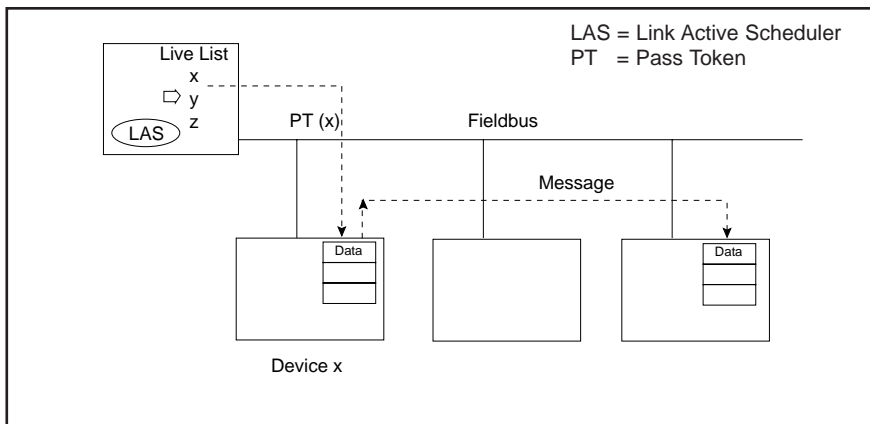 LAS = Link Active Scheduler
PT = Pass Token
Live List
x
y
z
LAS
PT (x)
Fieldbus
Message
Data
Data
Device x